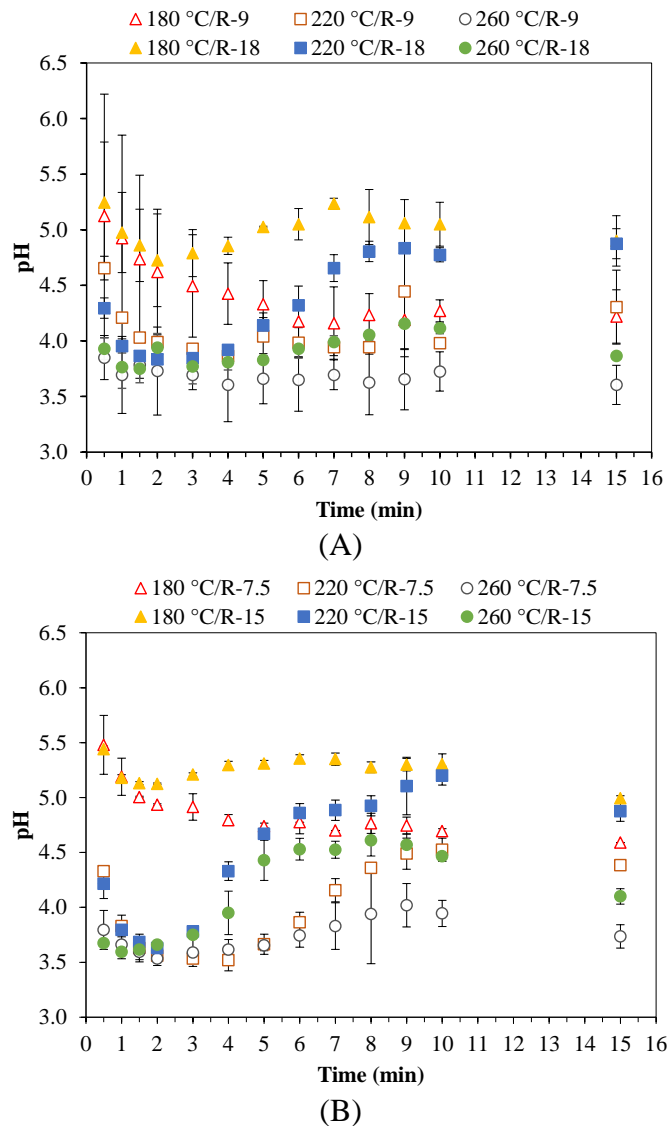 180 °C/R-9 220 °C/R-9 260 °C/R-9
180 °C/R-18 220 °C/R-18 260 °C/R-18
6.5
6.0
5.5
5.0
4.5
4.0
3.5
3.0
pH
0 1 2 3 4 5 6 7 8 9 10 11 12 13 14 15 16
Time (min)
(A)
180 °C/R-7.5 220 °C/R-7.5 260 °C/R-7.5
180 °C/R-15 220 °C/R-15 260 °C/R-15
6.5
6.0
5.5
5.0
4.5
4.0
3.5
3.0
pH
0 1 2 3 4 5 6 7 8 9 10 11 12 13 14 15 16
Time (min)
(B)